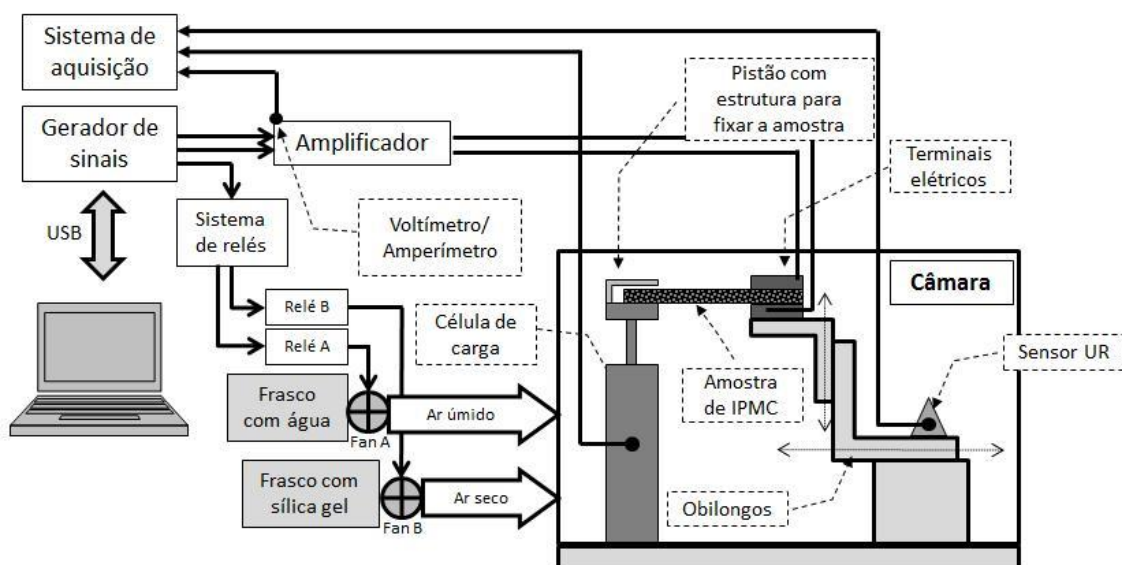 Sistema de
aquisição
Gerador de
sinais
Amplificador
Pistão com
estrutura para
fixar a amostra
Terminais
elétricos
USB
Sistema
de relés
Voltímetro/
Amperímetro
Câmara
Relé B
Relé A
Célula de
carga
Sensor UR
Amostra
de IPMC
Frasco
com água
Fan A
Ar úmido
Frasco com
sílica gel
Fan B
Ar seco
Obilongos